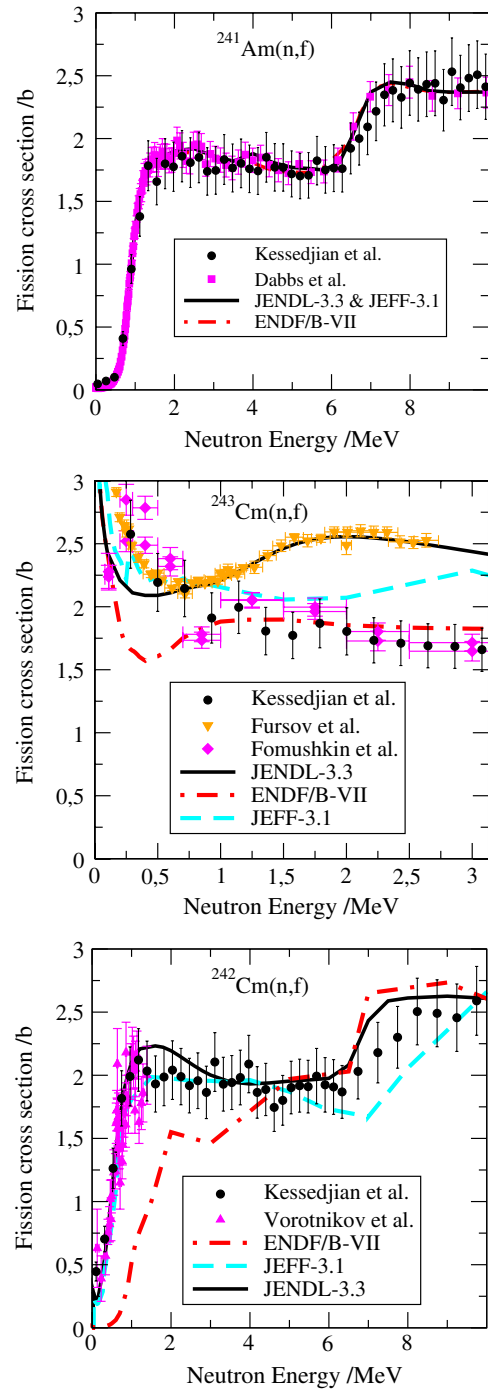 3
2,5
2
1,5
1
0,5
0
Fission cross section /b
²⁴¹Am(n,f)
Kessedjian et al.
Dabbs et al.
JENDL-3.3 & JEFF-3.1
ENDF/B-VII
0 2 4 6 8
Neutron Energy /MeV
3
2,5
2
1,5
1
0,5
0
Fission cross section /b
²⁴³Cm(n,f)
Kessedjian et al.
Fursov et al.
Fomushkin et al.
JENDL-3.3
ENDF/B-VII
JEFF-3.1
0 0,5 1 1,5 2 2,5 3
Neutron Energy /MeV
3
2,5
2
1,5
1
0,5
0
Fission cross section /b
²⁴²Cm(n,f)
Kessedjian et al.
Vorotnikov et al.
ENDF/B-VII
JEFF-3.1
JENDL-3.3
0 2 4 6 8
Neutron Energy /MeV